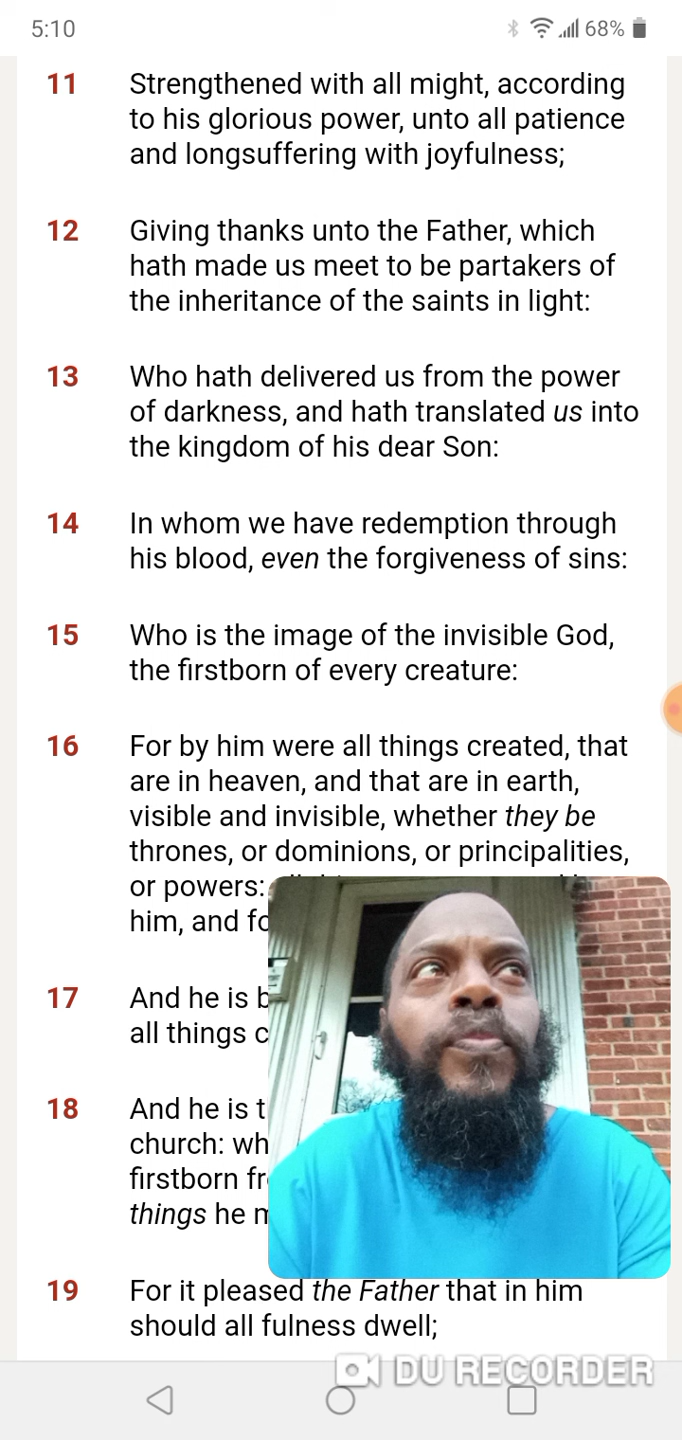 5:10
68%
11 Strengthened with all might, according
to his glorious power, unto all patience
and longsuffering with joyfulness;
12 Giving thanks unto the Father, which
hath made us meet to be partakers of
the inheritance of the saints in light:
13 Who hath delivered us from the power
of darkness, and hath translated us into
the kingdom of his dear Son:
14 In whom we have redemption through
his blood, even the forgiveness of sins:
15 Who is the image of the invisible God,
the firstborn of every creature:
16 For by him were all things created, that
are in heaven, and that are in earth,
visible and invisible, whether they be
thrones, or dominions, or principalities,
or powers:
him, and
17 And he is
all things
18 And he is
church:
firstborn
things he
19 For it pleased the Father that in him
should all fulness dwell;
DU RECORDER